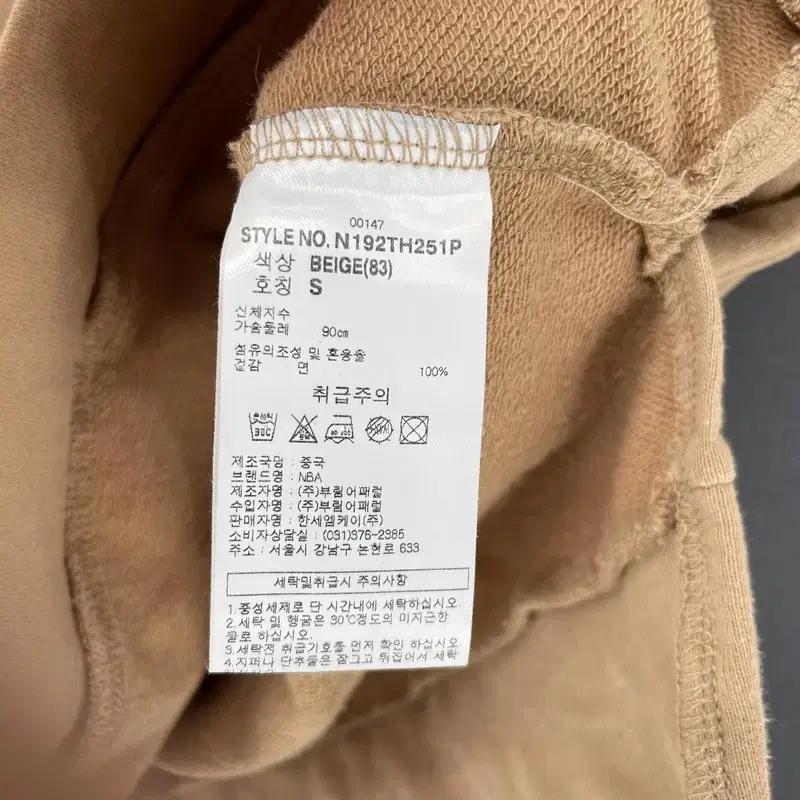 00147
STYLE NO. N192TH251P
색상 BEIGE(83)
호칭 S
신체치수
가슴둘레 90cm
섬유의조성 및 혼용율
겉감 면 100%
취급주의
제조국명 : 중국
브랜드명 : NBA
제조자명 : (주)부림어패럴
수입자명 : (주)부림어패럴
판매자명 : 한세엠케이(주)
소비자상담실 : (031)376-2385
주소 : 서울시 강남구 논현로 633
세탁및취급시 주의사항
1.중성세제로 단 시간내에 세탁하십시오.
2.세탁 및 헹굼은 30℃정도의 미지근한
물로 하십시오.
3.세탁전 취급기호를 먼저 확인 하십시오
4.지퍼나 단추들은 잠그고 뒤집어서 세탁